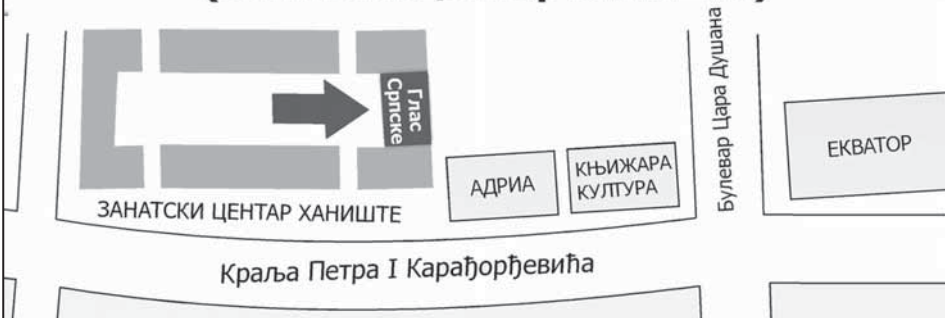 Глас
Српске
Булевар Цара Душана
ЕКВАТОР
АДРИА
КЊИЖАРА
КУЛТУРА
ЗАНАТСКИ ЦЕНТАР ХАНИШТЕ
Краља Петра I Карађорђевића